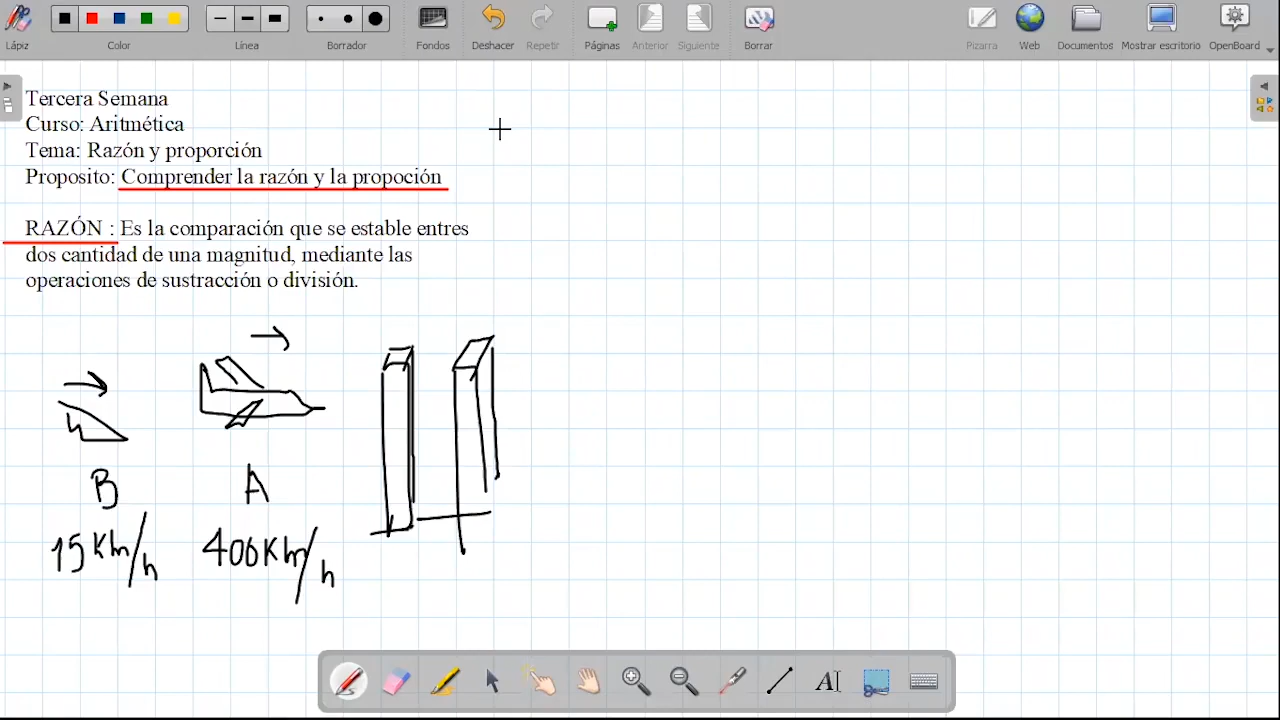 Lápiz
Color
Línea
Borrador
Fondos
Deshacer
Repetir
Páginas
Anterior
Siguiente
Borrar
Pizarra
Web
Documentos
Mostrar escritorio
OpenBoard
Tercera Semana
Curso: Aritmética
Tema: Razón y proporción
Proposito: Comprender la razón y la propoción
RAZÓN : Es la comparación que se estable entres
dos cantidad de una magnitud, mediante las
operaciones de sustracción o división.
B
A
15 Km/h
400 Km/h
A